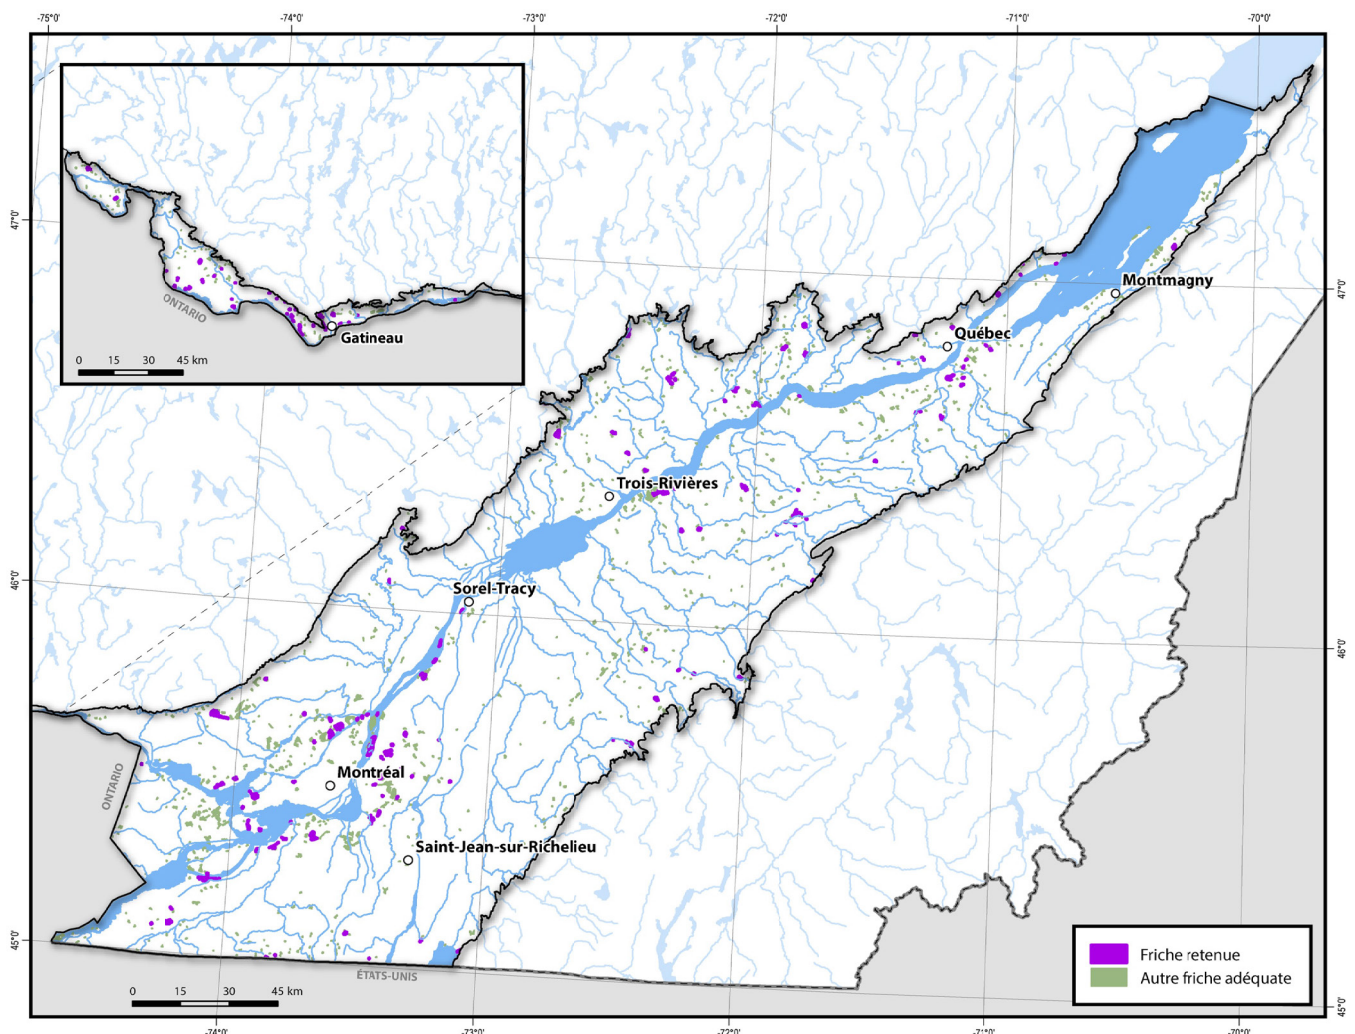 -75°0'
-74°0'
-73°0'
-72°0'
-71°0'
-70°0'
47°0'
47°0'
ONTARIO
Gatineau
0 15 30 45 km
Montmagny
Québec
Trois-Rivières
46°0'
Sorel-Tracy
46°0'
ONTARIO
Montréal
Saint-Jean-sur-Richelieu
45°0'
ÉTATS-UNIS
0 15 30 45 km
Friche retenue
Autre friche adéquate
45°0'
-74°0'
-73°0'
-72°0'
-71°0'
-70°0'